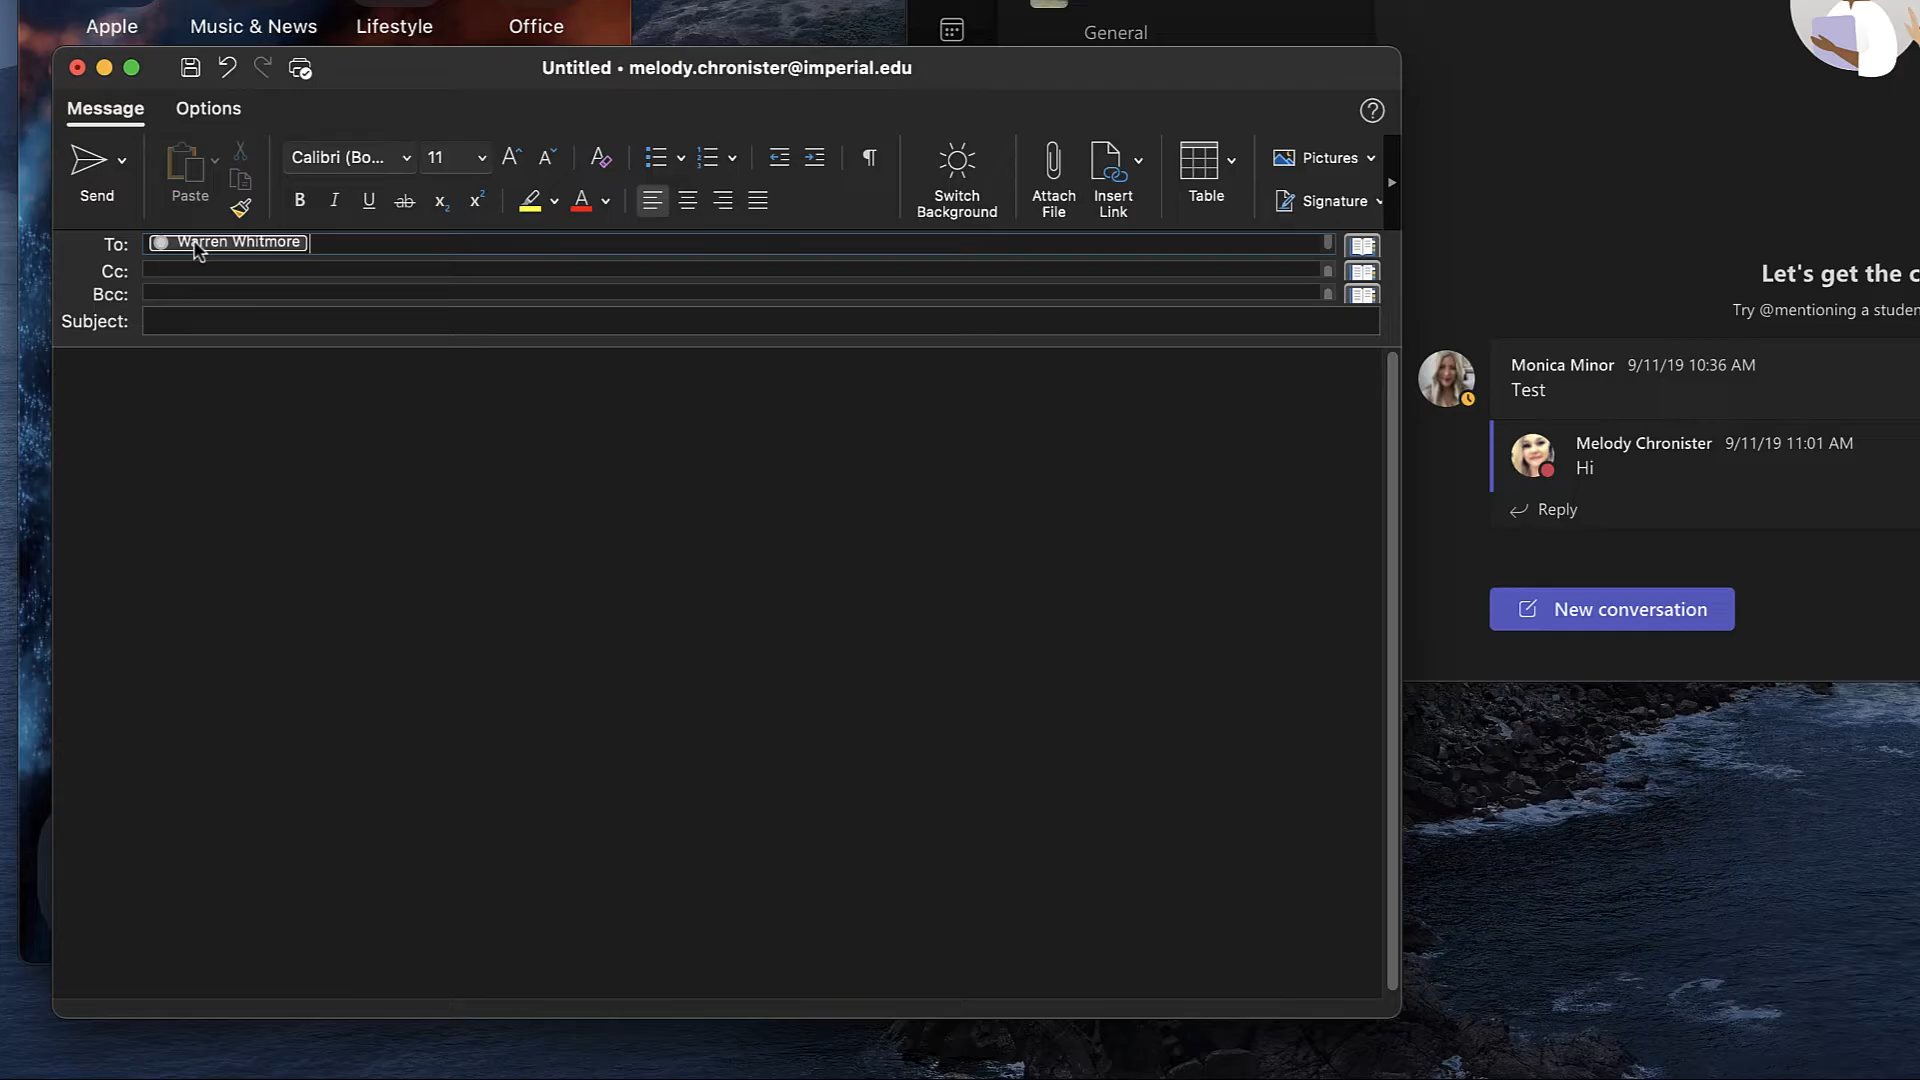 Apple Music & News Lifestyle Office
General
Untitled • melody.chronister@imperial.edu
Message Options
Send
Paste
Calibri (Bo... 11
B I U ab x2 x2 A
Switch Background
Attach File
Insert Link
Table
Pictures
Signature
To: Warren Whitmore
Cc:
Bcc:
Subject:
Let's get the c
Try @mentioning a studen
Monica Minor 9/11/19 10:36 AM
Test
Melody Chronister 9/11/19 11:01 AM
Hi
Reply
New conversation